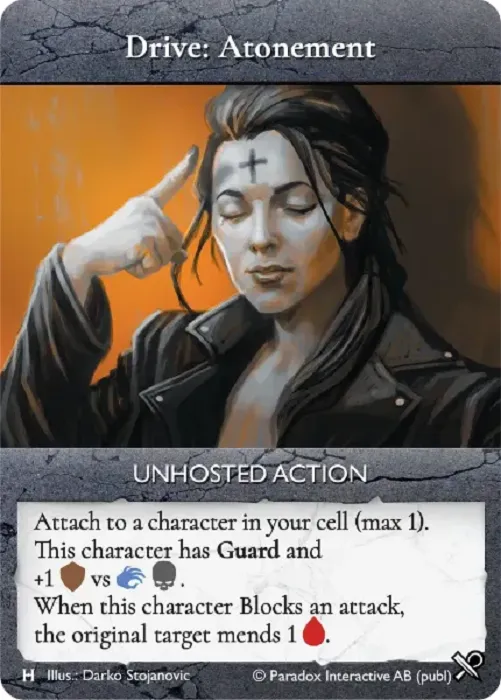 Drive: Atonement
UNHOSTED ACTION
Attach to a character in your cell (max 1).
This character has Guard and
+1 vs .
When this character Blocks an attack,
the original target mends 1 .
H Illus.: Darko Stojanovic © Paradox Interactive AB (publ)